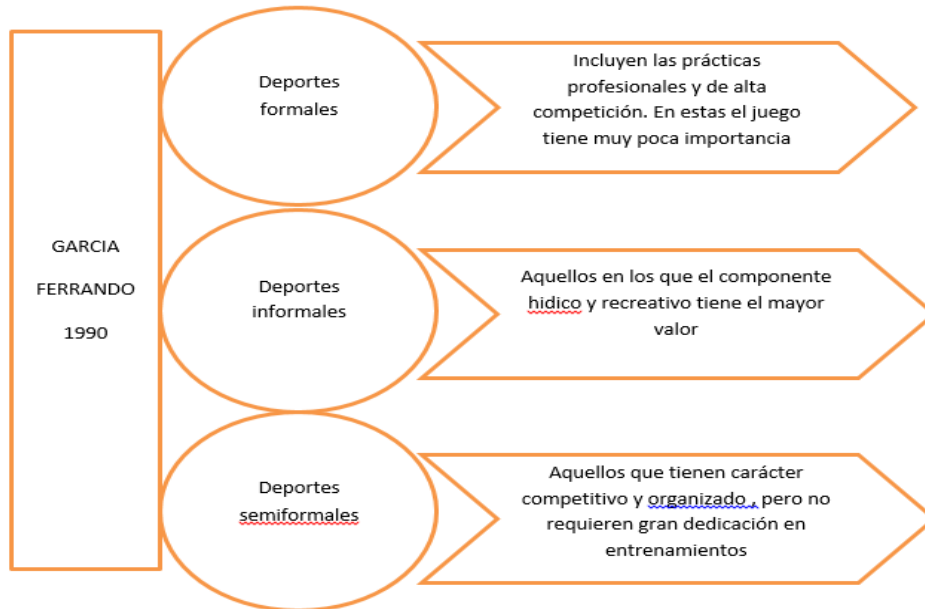 GARCIA
FERRANDO
1990
Deportes
formales
Incluyen las prácticas
profesionales y de alta
competición. En estas el juego
tiene muy poca importancia
Deportes
informales
Aquellos en los que el componente
hidico y recreativo tiene el mayor
valor
Deportes
semiformales
Aquellos que tienen carácter
competitivo y organizado , pero no
requieren gran dedicación en
entrenamientos